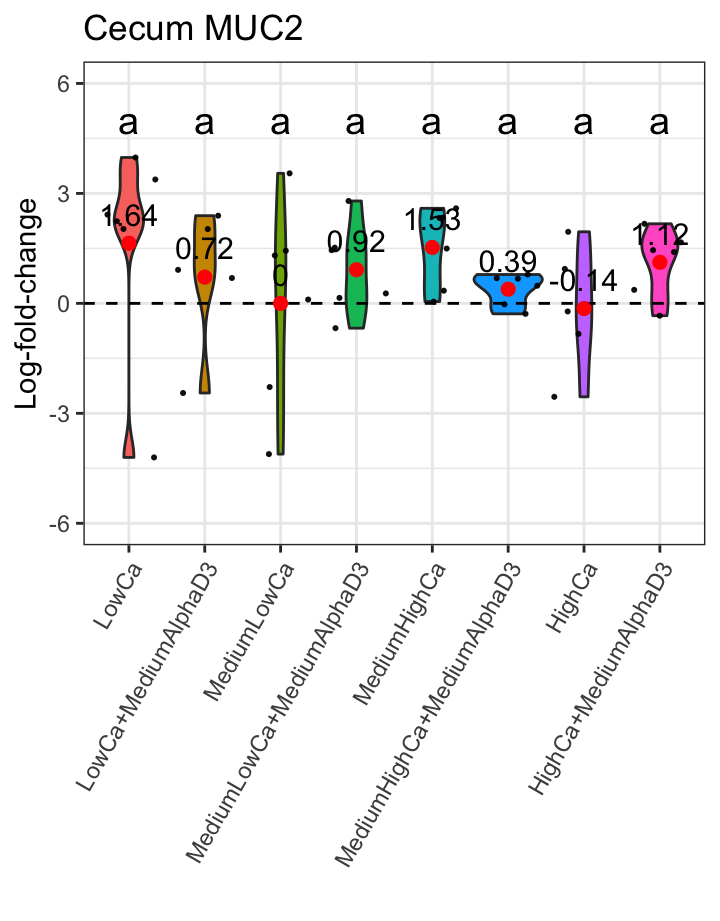 Cecum MUC2
Log-fold-change
6
3
0
-3
-6
a a a a a a a a
1.64 0.72 0 0.92 1.53 0.39 -0.14 1.12
LowCa
LowCa+MediumAlphaD3
MediumLowCa
MediumLowCa+MediumAlphaD3
MediumHighCa
MediumHighCa+MediumAlphaD3
HighCa
HighCa+MediumAlphaD3